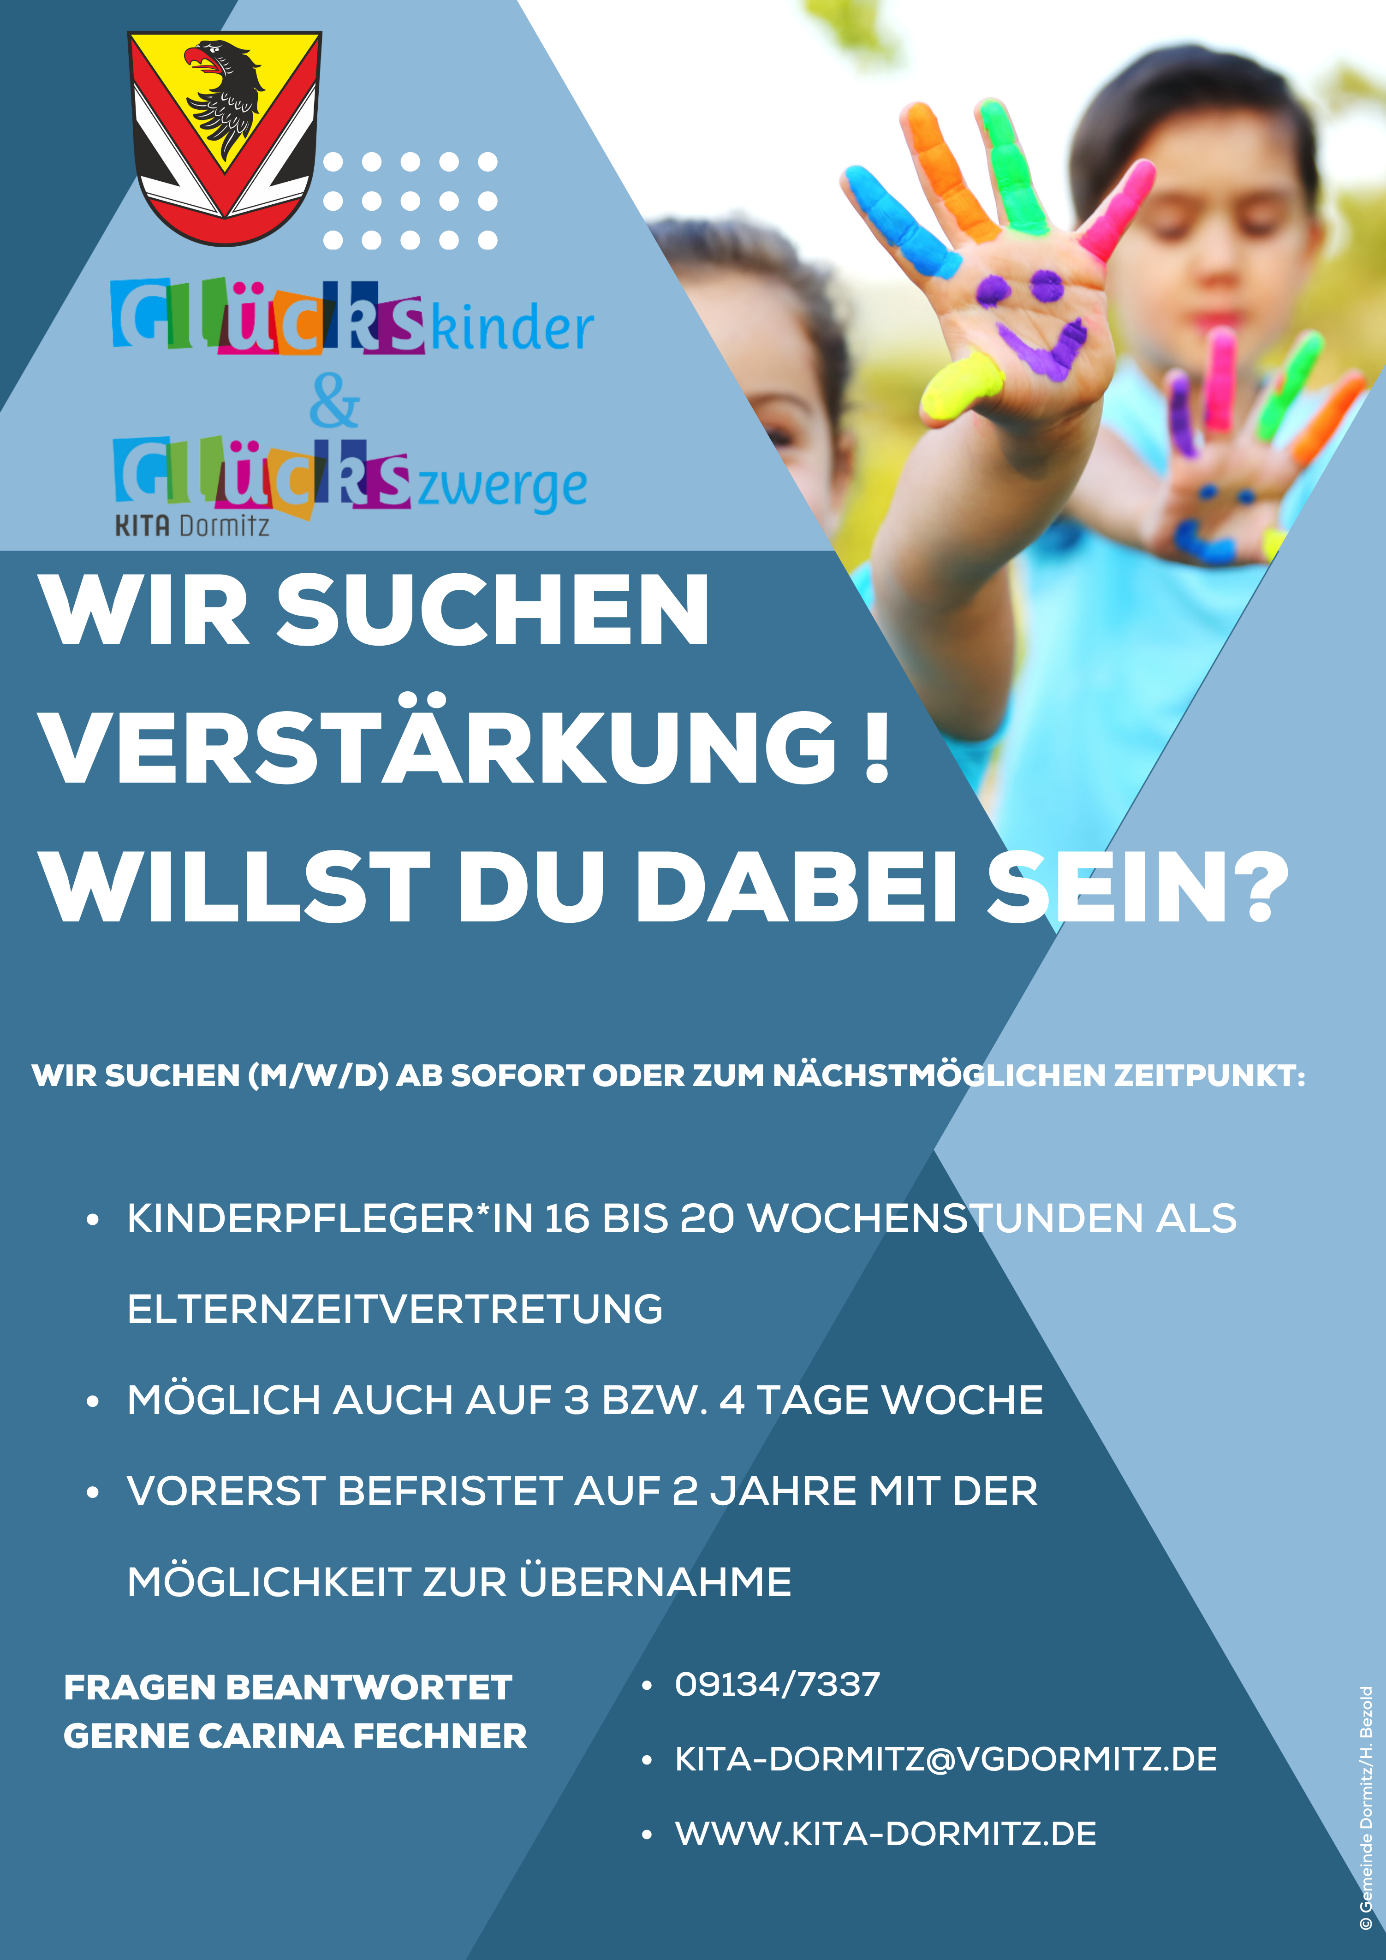 Glückskinder
&
Glückszwerge
KITA Dormitz
WIR SUCHEN
VERSTÄRKUNG !
WILLST DU DABEI SEIN?
WIR SUCHEN (M/W/D) AB SOFORT ODER ZUM NÄCHSTMÖGLICHEN ZEITPUNKT:
• KINDERPFLEGER*IN 16 BIS 20 WOCHENSTUNDEN ALS
ELTERNZEITVERTRETUNG
• MÖGLICH AUCH AUF 3 BZW. 4 TAGE WOCHE
• VORERST BEFRISTET AUF 2 JAHRE MIT DER
MÖGLICHKEIT ZUR ÜBERNAHME
FRAGEN BEANTWORTET
GERNE CARINA FECHNER
• 09134/7337
• KITA-DORMITZ@VGDORMITZ.DE
• WWW.KITA-DORMITZ.DE
© Gemeinde Dormitz/H. Bezold